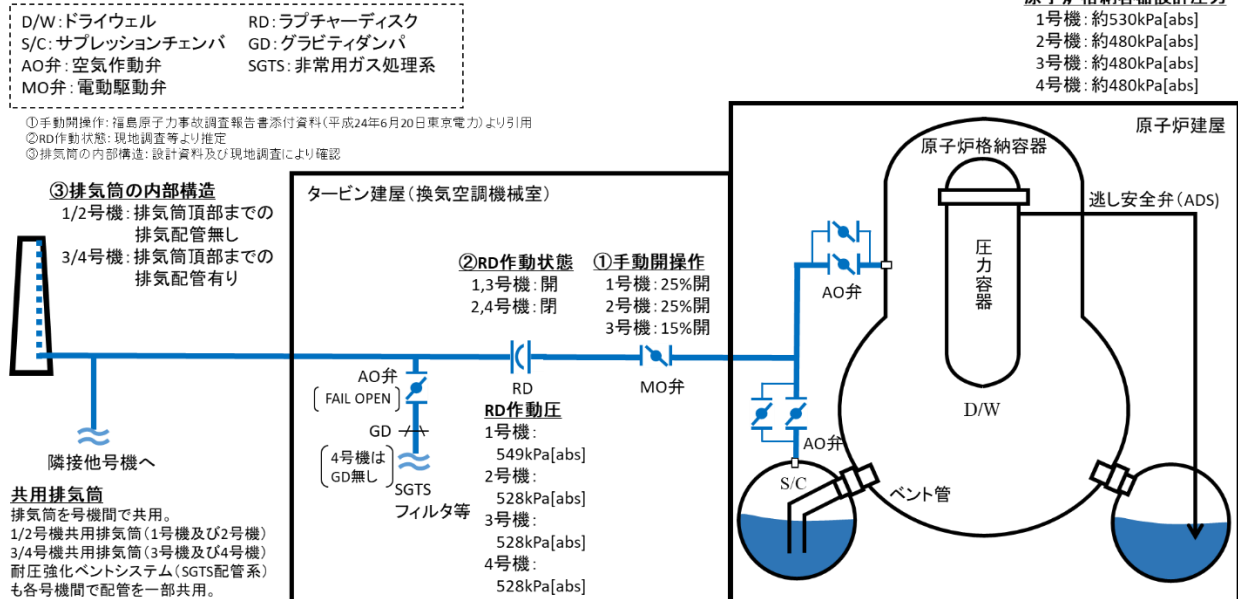 D/W:ドライウェル
S/C:サプレッションチェンバ
AO弁:空気作動弁
MO弁:電動駆動弁
RD:ラプチャーディスク
GD:グラビティダンパ
SGTS:非常用ガス処理系
①手動開操作:福島原子力事故調査報告書添付資料(平成24年6月20日東京電力)より引用
②RD作動状態:現地調査等より推定
③排気筒の内部構造:設計資料及び現地調査により確認
原子炉格納容器設計圧力
1号機:約530kPa[abs]
2号機:約480kPa[abs]
3号機:約480kPa[abs]
4号機:約480kPa[abs]
③排気筒の内部構造
1/2号機:排気筒頂部までの
排気配管無し
3/4号機:排気筒頂部までの
排気配管有り
隣接他号機へ
共用排気筒
排気筒を号機間で共用。
1/2号機共用排気筒(1号機及び2号機)
3/4号機共用排気筒(3号機及び4号機)
耐圧強化ベントシステム(SGTS配管系)
も各号機間で配管を一部共用。
タービン建屋(換気空調機械室)
②RD作動状態
1,3号機:開
2,4号機:閉
①手動開操作
1号機:25%開
2号機:25%開
3号機:15%開
AO弁
FAIL OPEN
GD
4号機は
GD無し
SGTS
フィルタ等
RD
MO弁
RD作動圧
1号機:
549kPa[abs]
2号機:
528kPa[abs]
3号機:
528kPa[abs]
4号機:
528kPa[abs]
原子炉建屋
原子炉格納容器
逃し安全弁(ADS)
圧力容器
AO弁
D/W
AO弁
S/C
ベント管